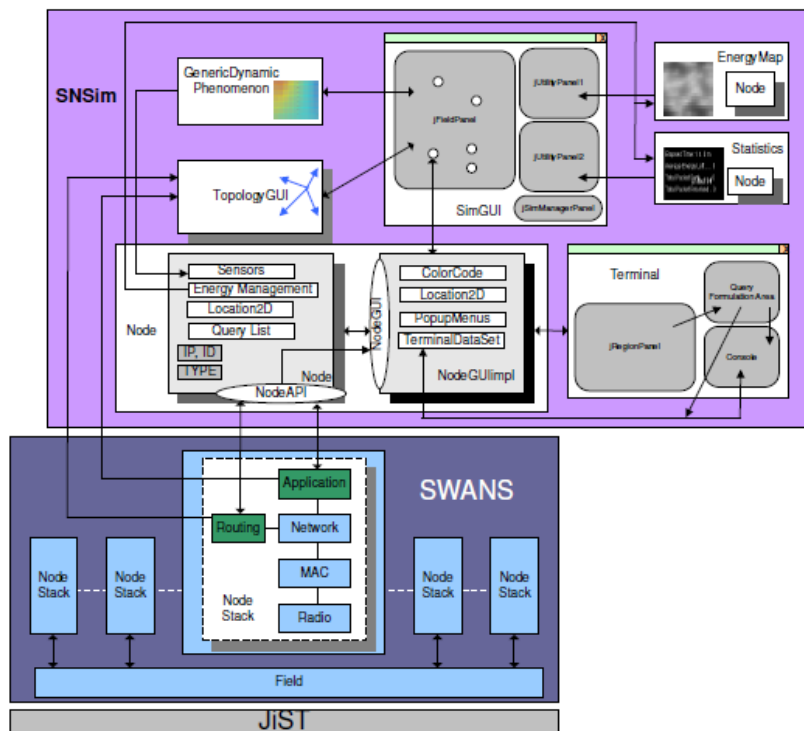 SNSim
GenericDynamic
Phenomenon
jFieldPanel
jUtilityPanel1
jUtilityPanel2
jSimManagerPanel
SimGUI
EnergyMap
Node
Statistics
Node
TopologyGUI
Node
Sensors
Energy Management
Location2D
Query List
IP, ID
TYPE
Node
NodeAPI
NodeGUI
ColorCode
Location2D
PopupMenus
TerminalDataSet
NodeGUIimpl
Terminal
jRegionPanel
Query
Formulation Area
Console
SWANS
Application
Routing
Network
MAC
Radio
Node
Stack
Node
Stack
Node
Stack
Node
Stack
Node
Stack
Field
JiST